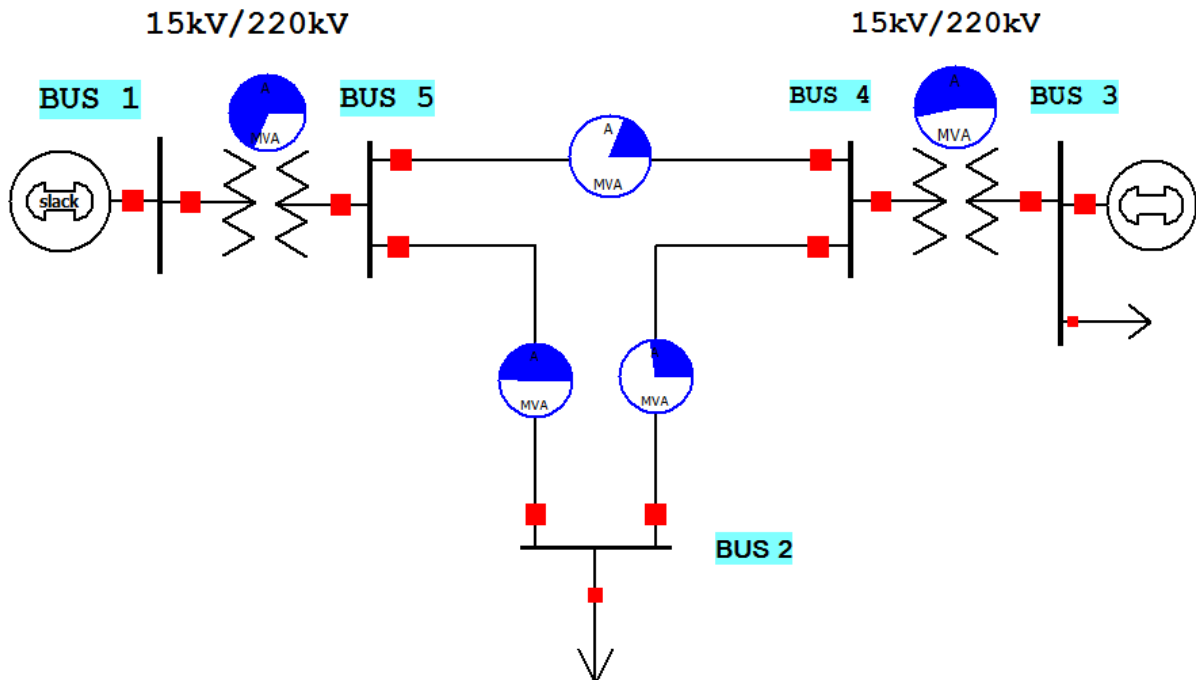 15kV/220kV
15kV/220kV
BUS 1
A
MVA
BUS 5
A
MVA
BUS 4
A
MVA
BUS 3
slack
A
MVA
A
MVA
BUS 2